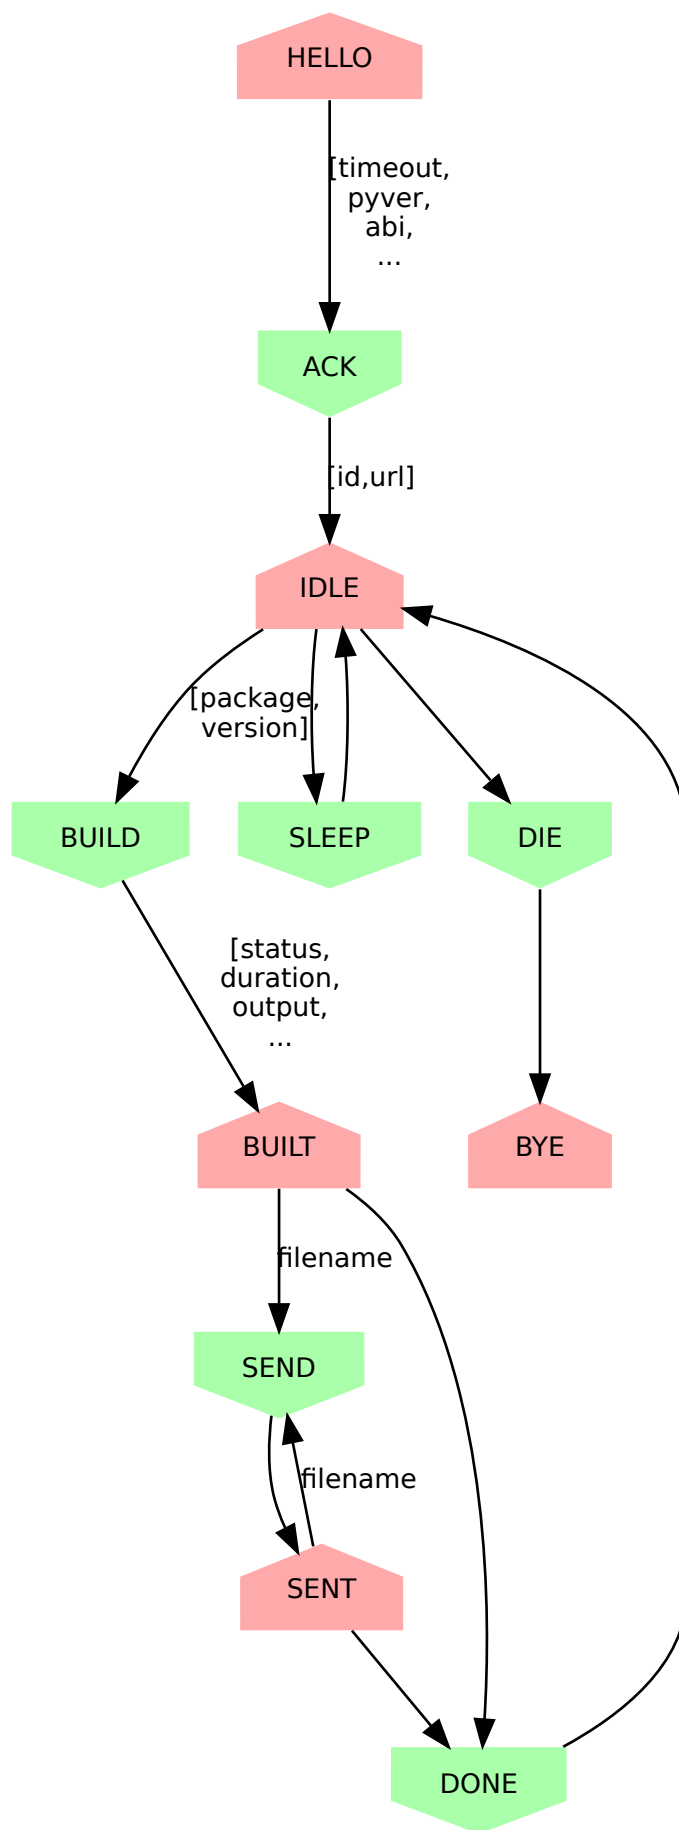 HELLO
[timeout,
pyver,
abi,
...
ACK
[id,url]
IDLE
[package,
version]
BUILD
SLEEP
DIE
[status,
duration,
output,
...
BUILT
BYE
filename
SEND
filename
SENT
DONE